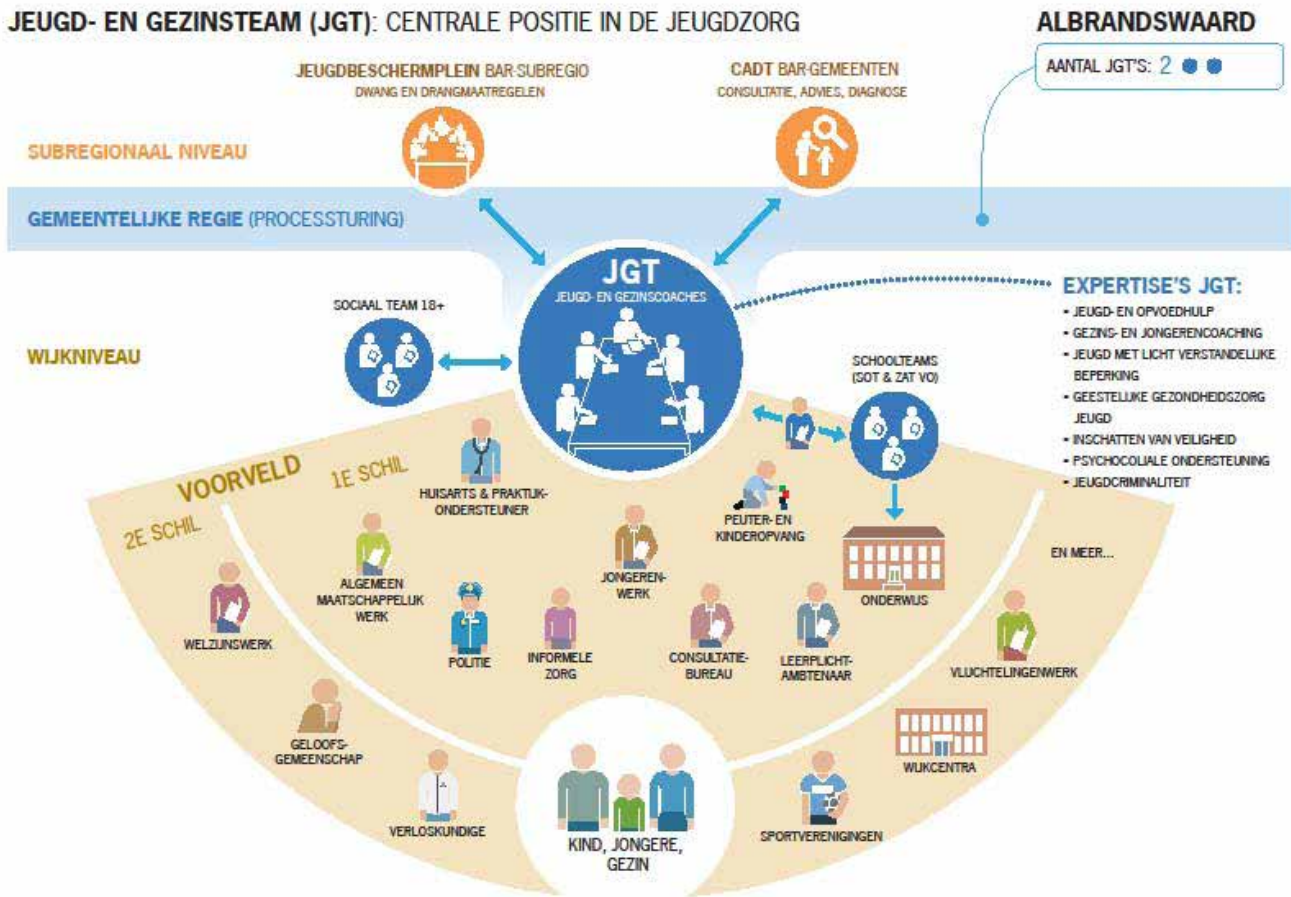 JEUGD- EN GEZINSTEAM (JGT): CENTRALE POSITIE IN DE JEUGDZORG
ALBRANDSWAARD
AANTAL JGT'S: 2
JEUGDBESCHERMPLEIN BAR-SUBREGIO
DWANG EN DRANGMAATREGELEN
CADT BAR-GEMEENTEN
CONSULTATIE, ADVIES, DIAGNOSE
SUBREGIONAAL NIVEAU
GEMEENTELIJKE REGIE (PROCESSTURING)
JGT
JEUGD- EN GEZINSCOACHES
SOCIAAL TEAM 18+
WIJKNIVEAU
EXPERTISE'S JGT:
- JEUGD- EN OPVOEDHULP
- GEZINS- EN JONGERENCOACHING
- JEUGD MET LICHT VERSTANDELIJKE
BEPERKING
- GEESTELIJKE GEZONDHEIDSZORG
JEUGD
- INSCHATTEN VAN VEILIGHEID
- PSYCHOCOLIALE ONDERSTEUNING
- JEUGDCRIMINALITEIT
SCHOOLTEAMS
(SOT & ZAT VO)
VOORVELD
1E SCHIL
2E SCHIL
HUISARTS & PRAKTIJK-
ONDERSTEUNER
PEUTER- EN
KINDEROPVANG
ALGEMEEN
MAATSCHAPPELIJK
WERK
JONGEREN-
WERK
ONDERWIJS
EN MEER...
WELZIJNSWERK
POLITIE
INFORMELE
ZORG
CONSULTATIE-
BUREAU
LEERPLICHT-
AMBTENAAR
VLUCHTELINGENWERK
GELOOFS-
GEMEENSCHAP
WIJKCENTRA
VERLOSKUNDIGE
KIND, JONGERE,
GEZIN
SPORTVERENIGINGEN